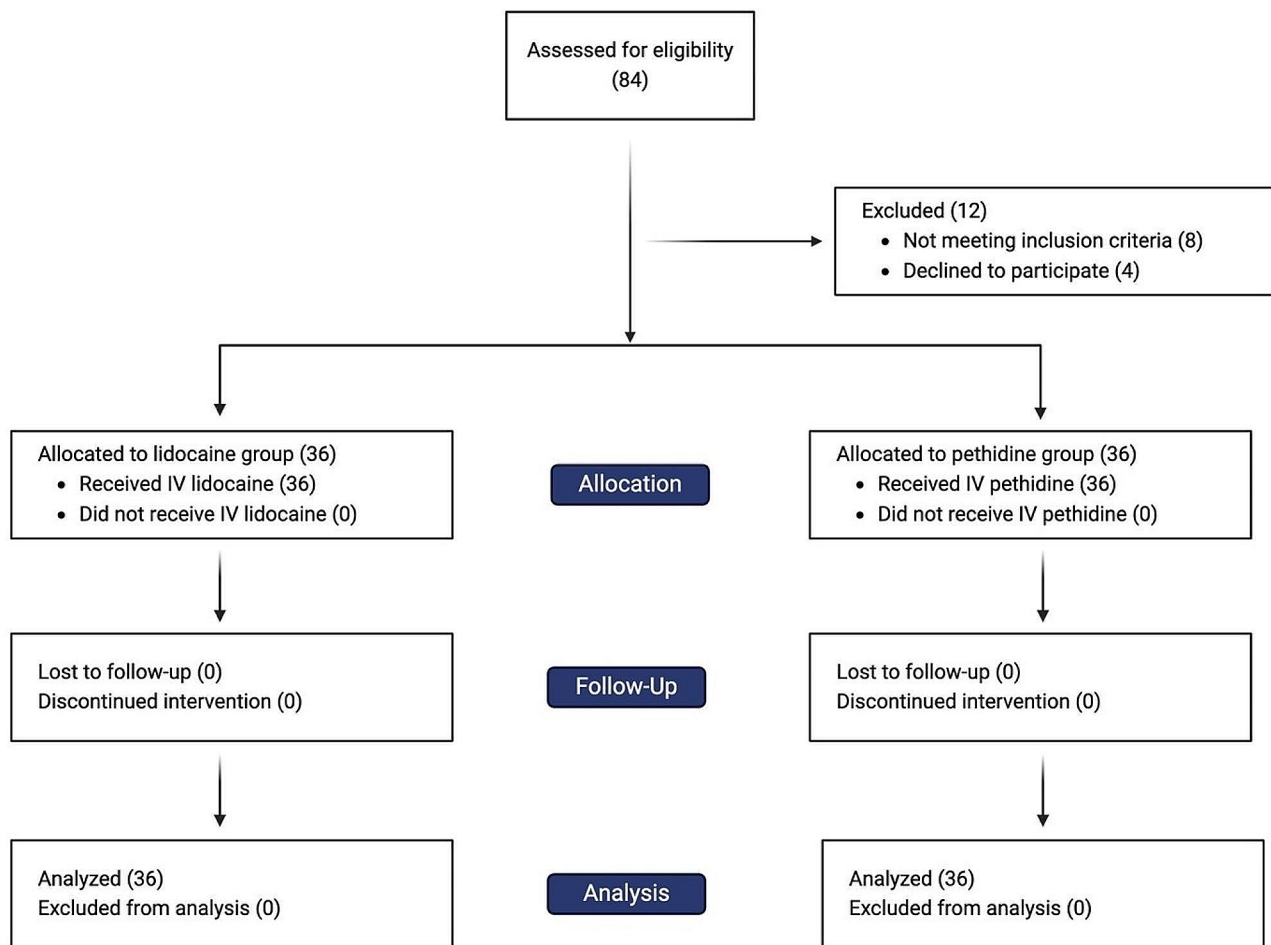 Assessed for eligibility
(84)
Excluded (12)
• Not meeting inclusion criteria (8)
• Declined to participate (4)
Allocated to lidocaine group (36)
• Received IV lidocaine (36)
• Did not receive IV lidocaine (0)
Allocation
Allocated to pethidine group (36)
• Received IV pethidine (36)
• Did not receive IV pethidine (0)
Lost to follow-up (0)
Discontinued intervention (0)
Follow-Up
Lost to follow-up (0)
Discontinued intervention (0)
Analyzed (36)
Excluded from analysis (0)
Analysis
Analyzed (36)
Excluded from analysis (0)